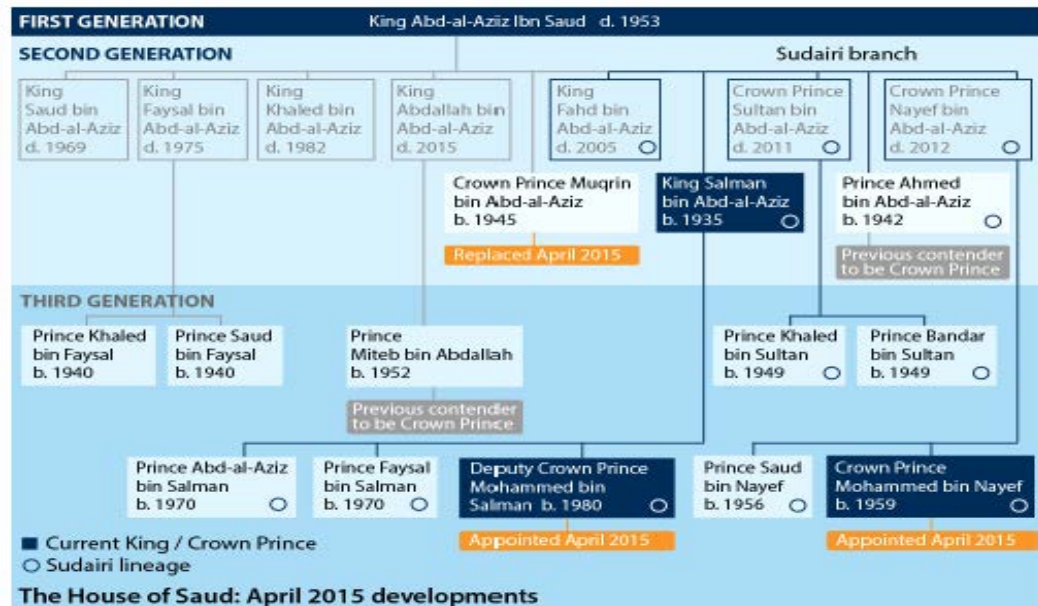 FIRST GENERATION King Abd-al-Aziz Ibn Saud d. 1953
SECOND GENERATION
Sudairi branch
King
Saud bin
Abd-al-Aziz
d. 1969
King
Faysal bin
Abd-al-Aziz
d. 1975
King
Khaled bin
Abd-al-Aziz
d. 1982
King
Abdallah bin
Abd-al-Aziz
d. 2015
King
Fahd bin
Abd-al-Aziz
d. 2005
Crown Prince
Sultan bin
Abd-al-Aziz
d. 2011
Crown Prince
Nayef bin
Abd-al-Aziz
d. 2012
Crown Prince Muqrin
bin Abd-al-Aziz
b. 1945
Replaced April 2015
King Salman
bin Abd-al-Aziz
b. 1935
Prince Ahmed
bin Abd-al-Aziz
b. 1942
Previous contender
to be Crown Prince
THIRD GENERATION
Prince Khaled
bin Faysal
b. 1940
Prince Saud
bin Faysal
b. 1940
Prince
Miteb bin Abdallah
b. 1952
Previous contender
to be Crown Prince
Prince Khaled
bin Sultan
b. 1949
Prince Bandar
bin Sultan
b. 1949
Prince Abd-al-Aziz
bin Salman
b. 1970
Prince Faysal
bin Salman
b. 1970
Deputy Crown Prince
Mohammed bin
Salman b. 1980
Appointed April 2015
Prince Saud
bin Nayef
b. 1956
Crown Prince
Mohammed bin Nayef
b. 1959
Appointed April 2015
Current King / Crown Prince
Sudairi lineage
The House of Saud: April 2015 developments